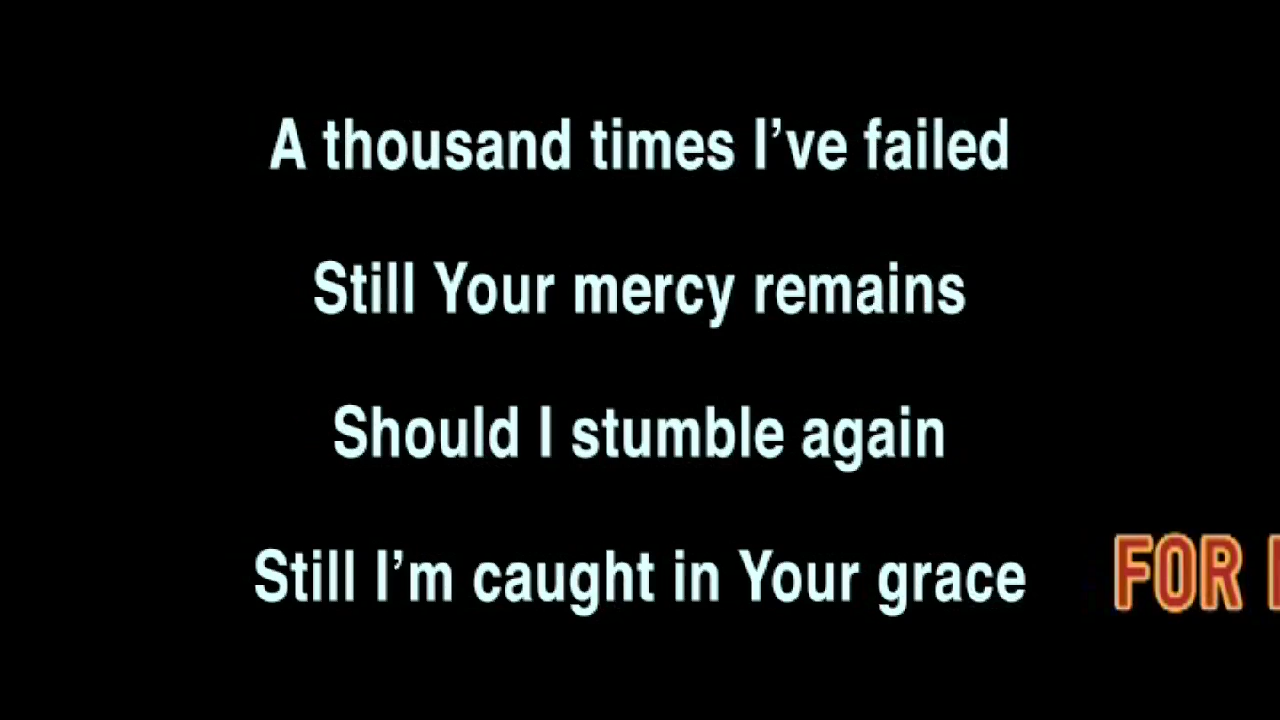 A thousand times I’ve failed
Still Your mercy remains
Should I stumble again
Still I’m caught in Your grace
FOR